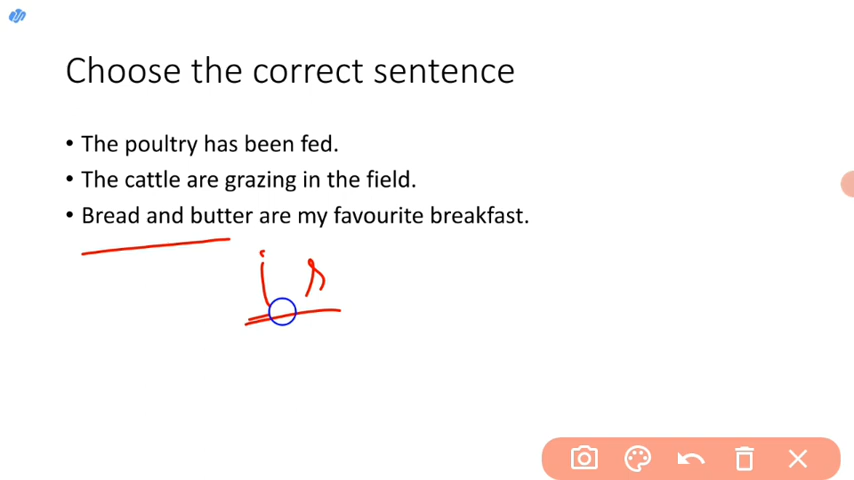 Choose the correct sentence
• The poultry has been fed.
• The cattle are grazing in the field.
• Bread and butter are my favourite breakfast.
is